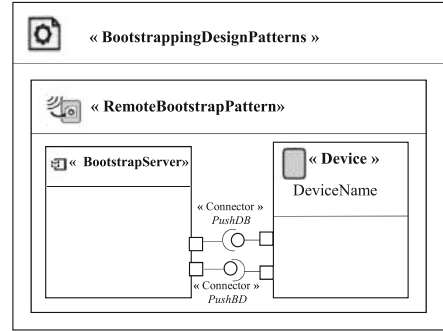 « BootstrappingDesignPatterns »
« RemoteBootstrapPattern»
« BootstrapServer»
« Device »
DeviceName
« Connector »
PushDB
« Connector »
PushBD